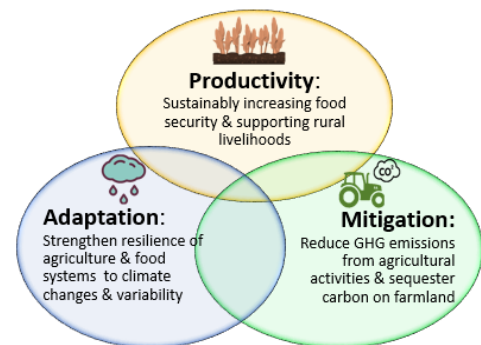 Productivity:
Sustainably increasing food
security & supporting rural
livelihoods
Adaptation:
Strengthen resilience of
agriculture & food
systems to climate
changes & variability
CO²
Mitigation:
Reduce GHG emissions
from agricultural
activities & sequester
carbon on farmland